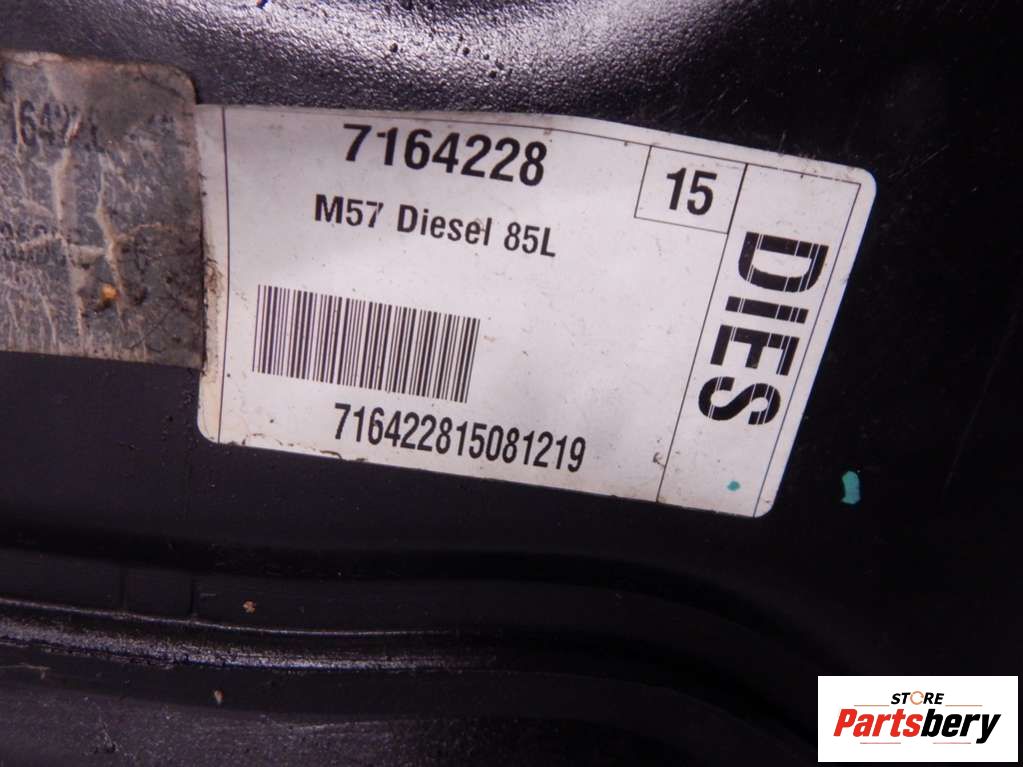 7164228
15
M57 Diesel 85L
DIES
716422815081219
STORE
Partsbery